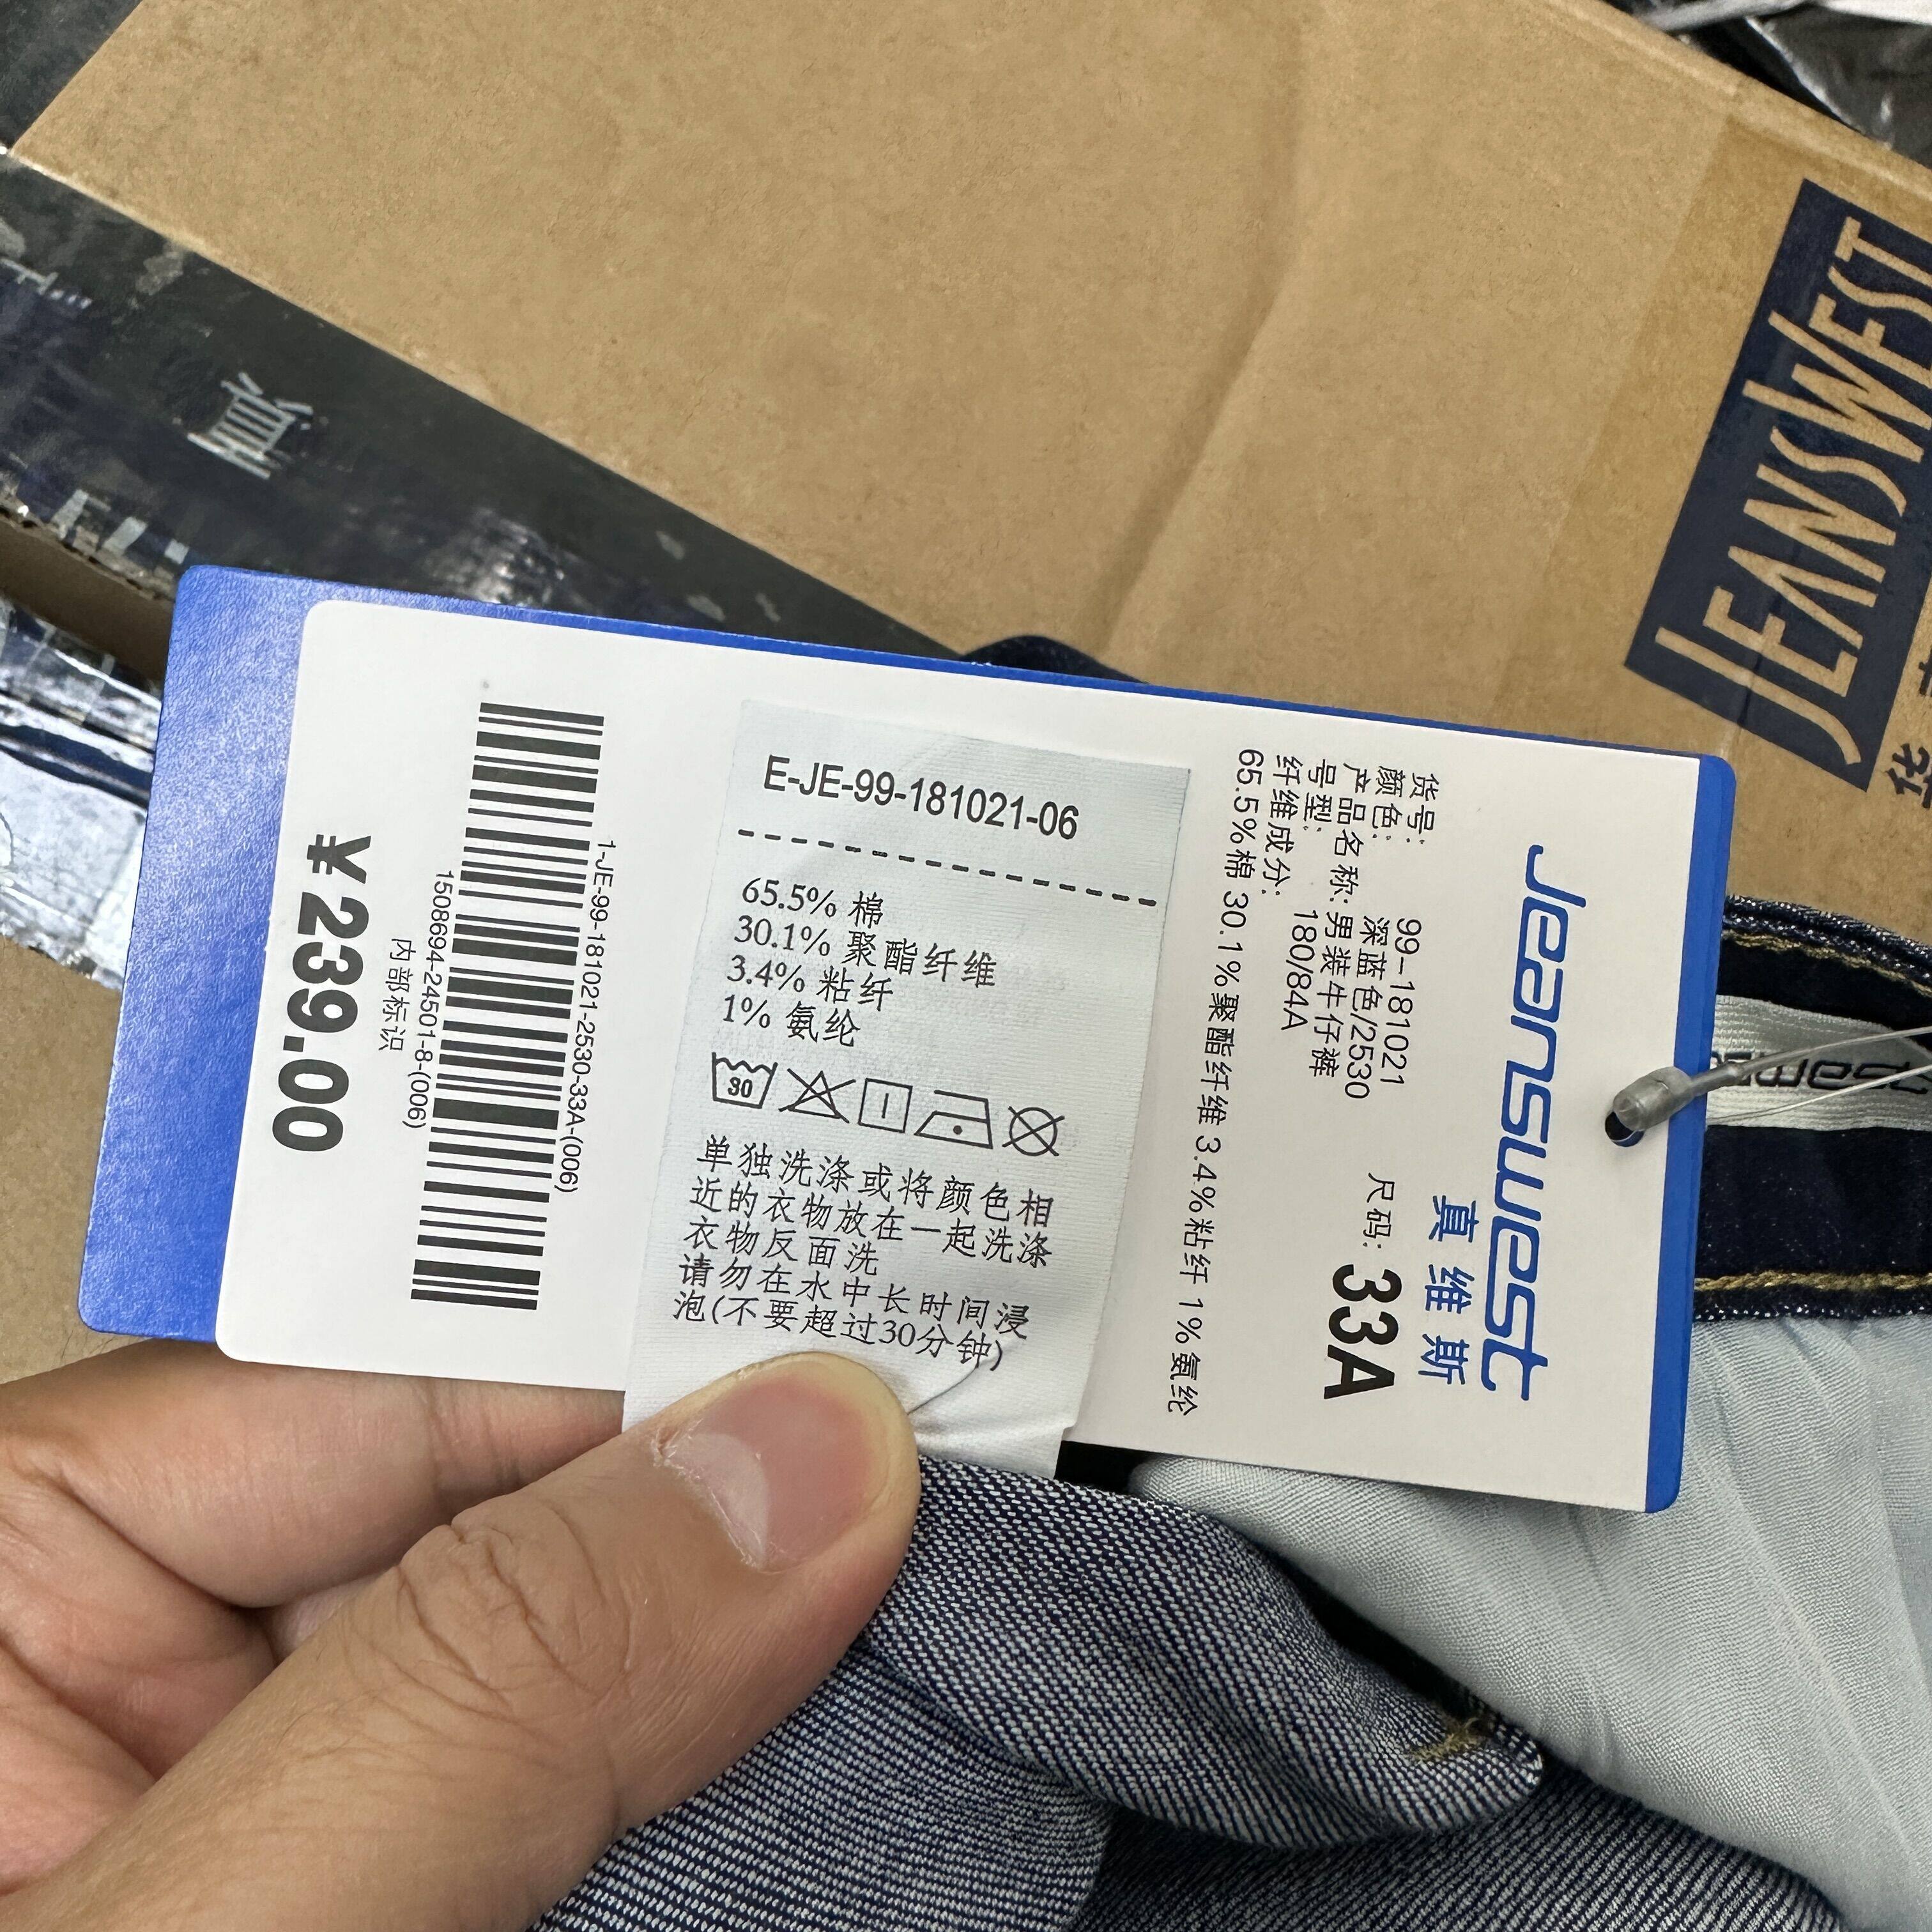 JEANSWEST
Jeanswest
真维斯
货号: 99-181021
颜色: 深蓝色/2530
尺码: 33A
产品名称: 男装牛仔裤
号型: 180/84A
纤维成分:
65.5%棉 30.1%聚酯纤维 3.4%粘纤 1%氨纶
E-JE-99-181021-06
65.5% 棉
30.1% 聚酯纤维
3.4% 粘纤
1% 氨纶
30
单独洗涤或将颜色相
近的衣物放在一起洗涤
衣物反面洗
请勿在水中长时间浸
泡(不要超过30分钟)
1-JE-99-181021-2530-33A-(006)
1508694-24501-8-(006)
内部标识
¥239.00